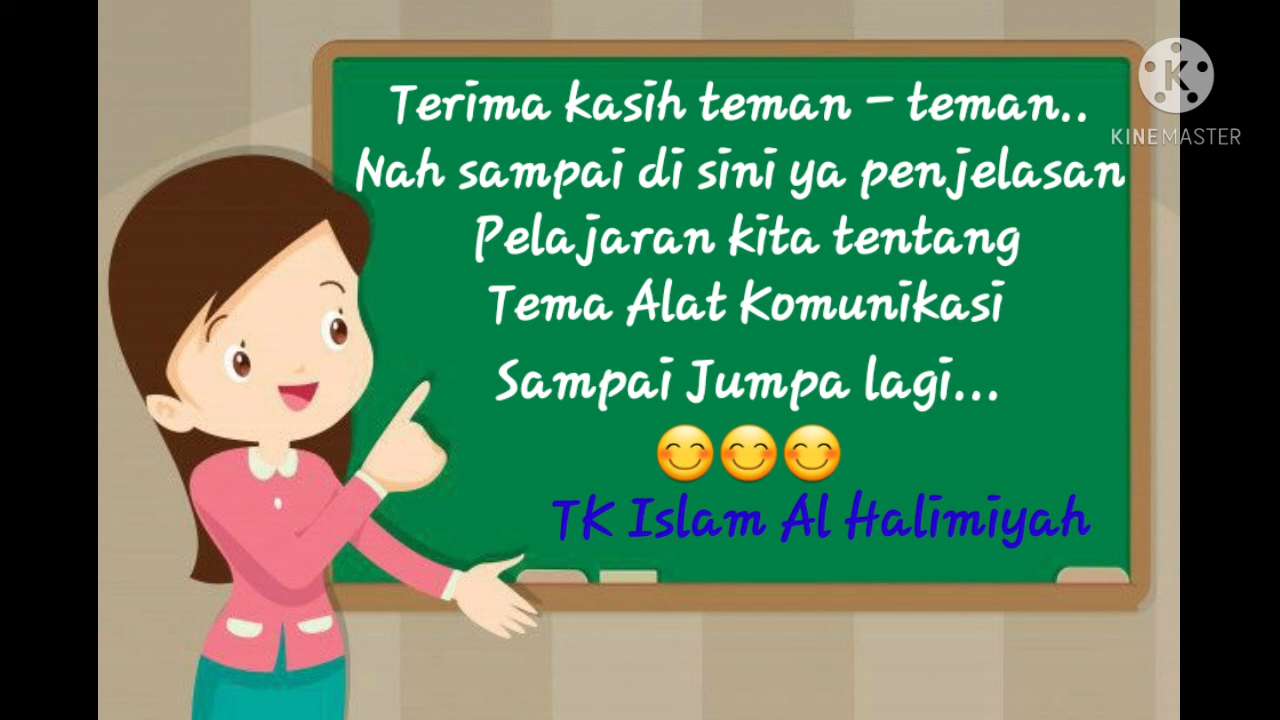 Terima kasih teman - teman..
Nah sampai di sini ya penjelasan
Pelajaran kita tentang
Tema Alat Komunikasi
Sampai Jumpa lagi...
😊😊😊
TK Islam Al Halimiyah
K
KINEMASTER